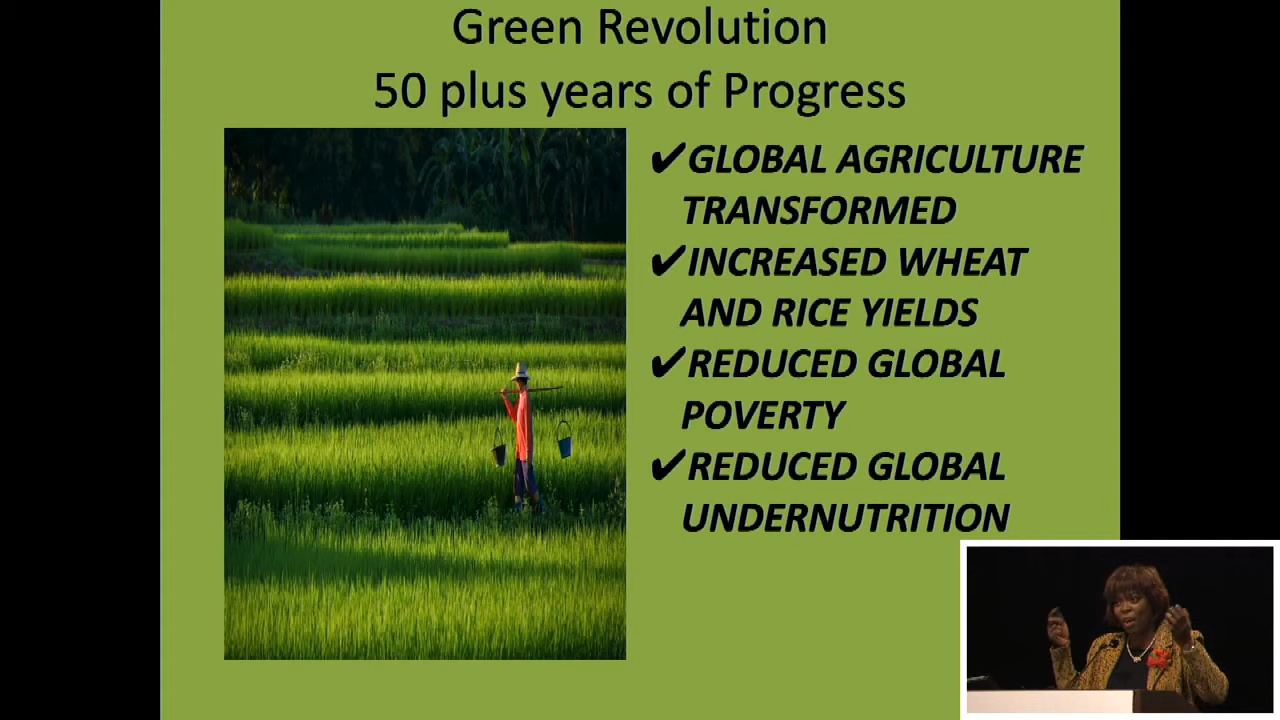 Green Revolution
50 plus years of Progress
✔GLOBAL AGRICULTURE
TRANSFORMED
✔INCREASED WHEAT
AND RICE YIELDS
✔REDUCED GLOBAL
POVERTY
✔REDUCED GLOBAL
UNDERNUTRITION